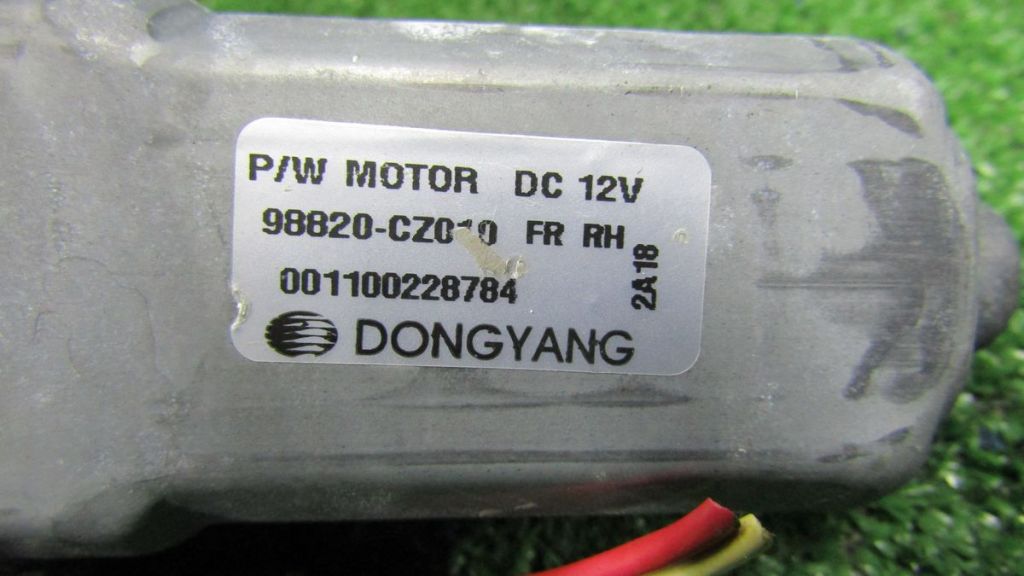 P/W MOTOR DC 12V
98820-CZ010 FR RH
001100228784
2A18
DONGYANG